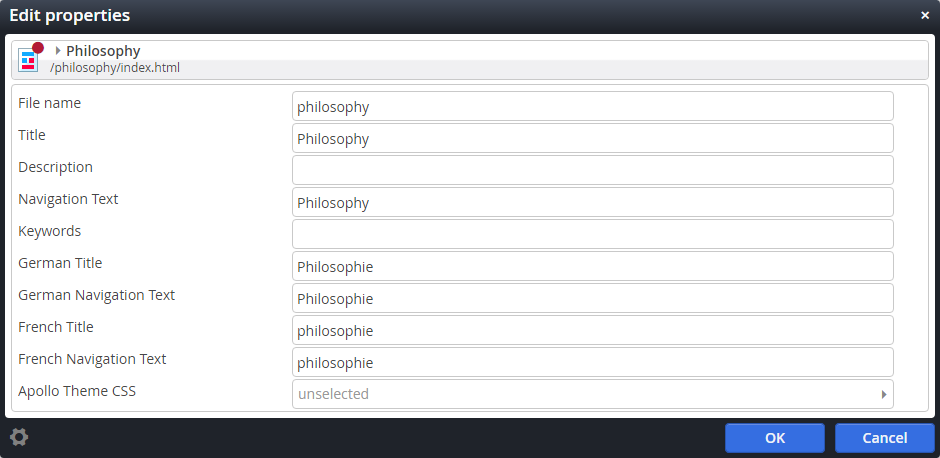 Edit properties
Philosophy
/philosophy/index.html
File name philosophy
Title Philosophy
Description
Navigation Text Philosophy
Keywords
German Title Philosophie
German Navigation Text Philosophie
French Title philosophie
French Navigation Text philosophie
Apollo Theme CSS unselected
OK Cancel